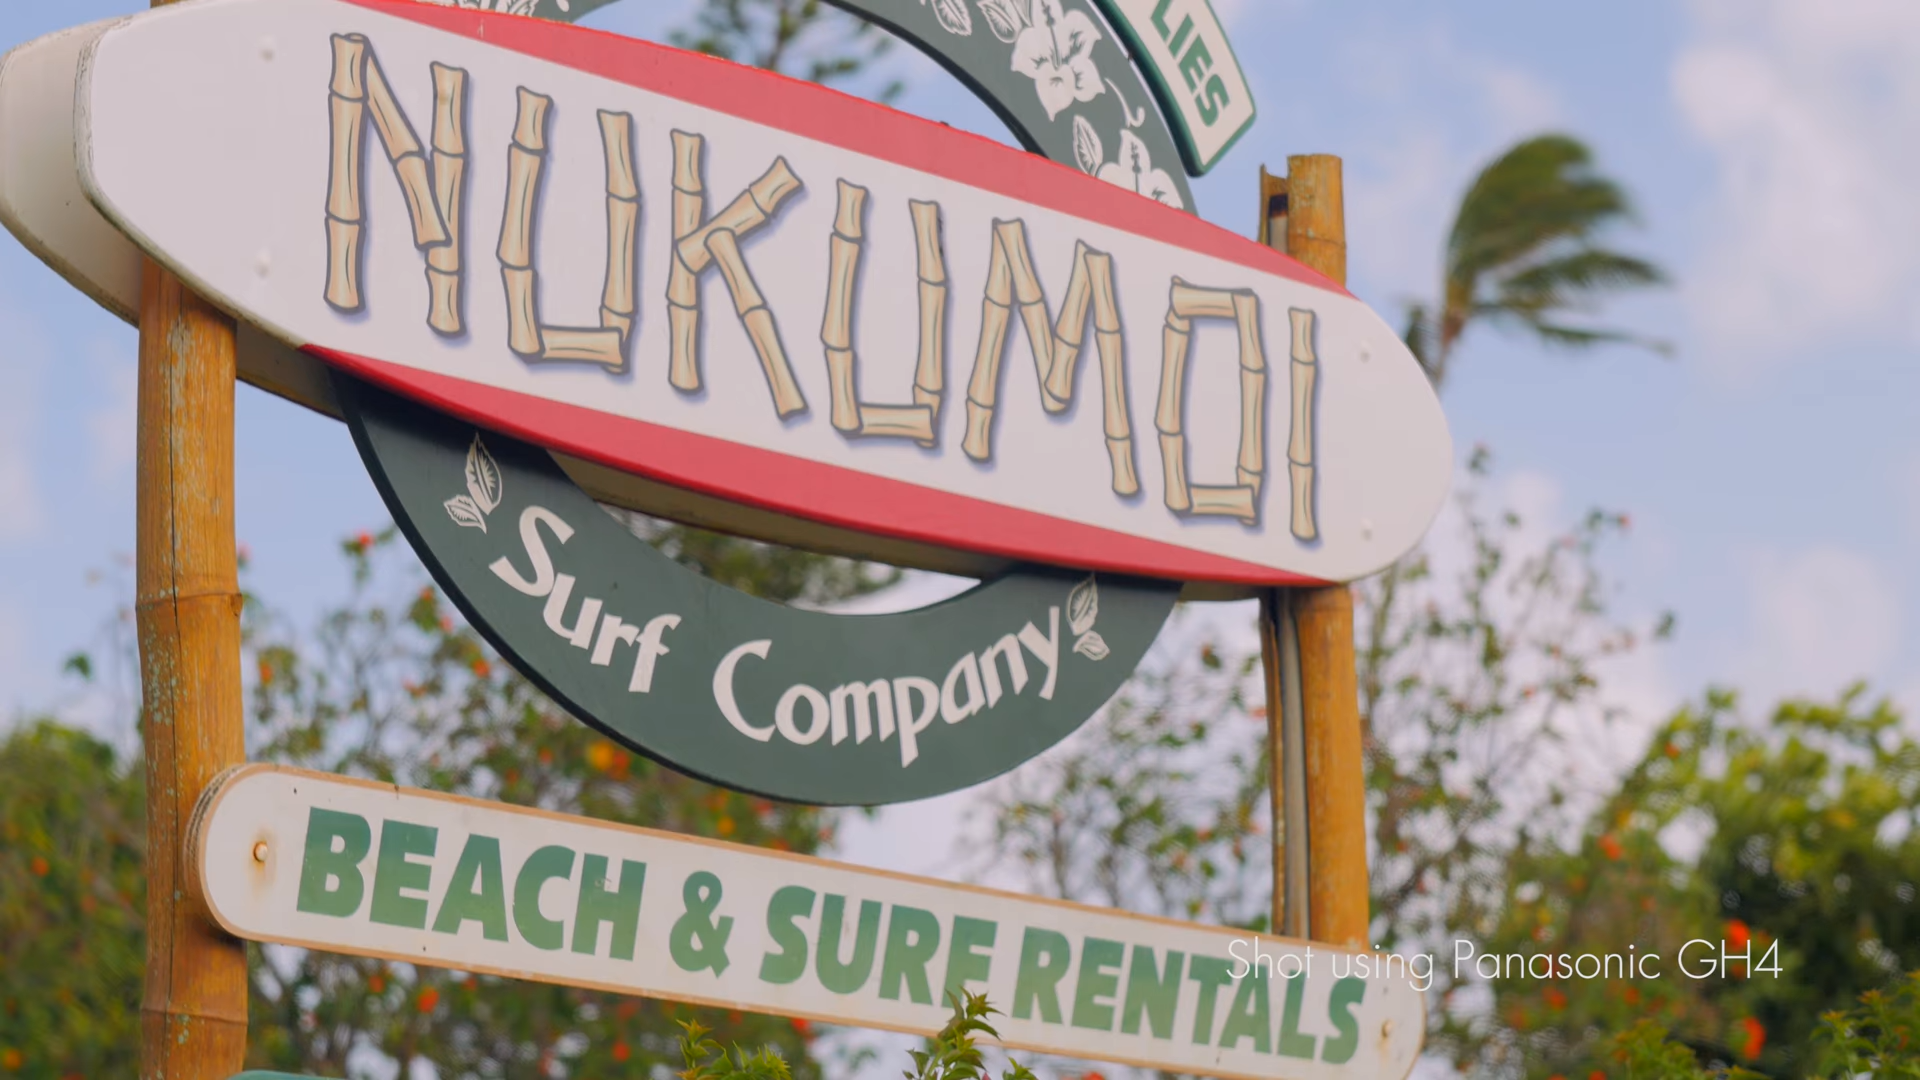 LIES
NUKUMOI
Surf Company
BEACH & SURF RENTALS
Shot using Panasonic GH4